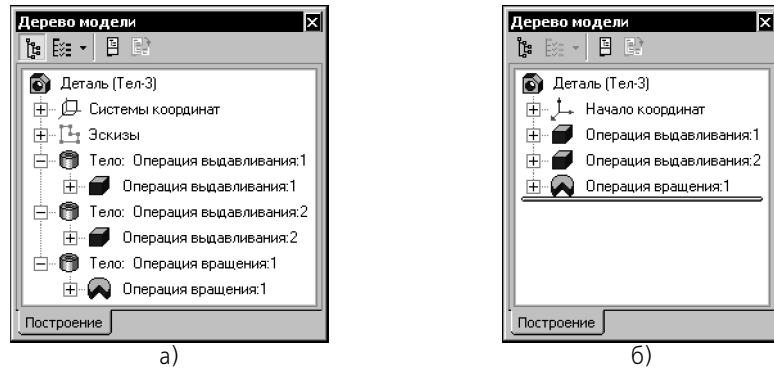 Дерево модели
Деталь (Тел-3)
Системы координат
Эскизы
Тело: Операция выдавливания:1
Операция выдавливания:1
Тело: Операция выдавливания:2
Операция выдавливания:2
Тело: Операция вращения:1
Операция вращения:1
Построение
а)
Дерево модели
Деталь (Тел-3)
Начало координат
Операция выдавливания:1
Операция выдавливания:2
Операция вращения:1
Построение
б)